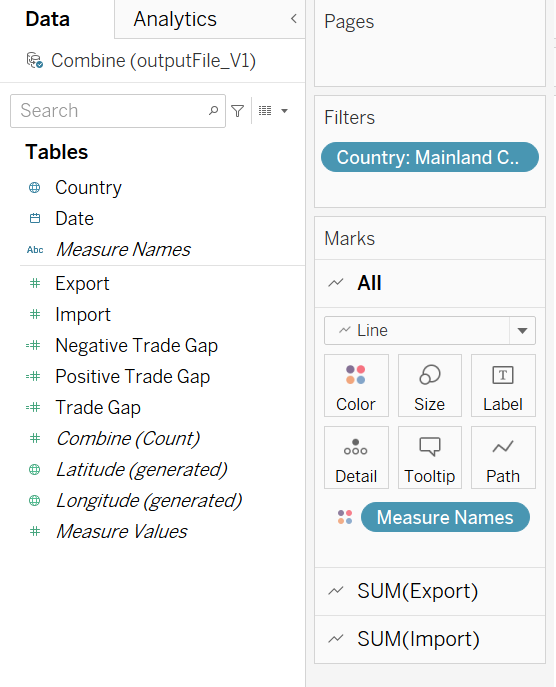 Data
Analytics
Combine (outputFile_V1)
Search
Tables
Country
Date
Abc Measure Names
Export
Import
=# Negative Trade Gap
=# Positive Trade Gap
=# Trade Gap
# Combine (Count)
Latitude (generated)
Longitude (generated)
# Measure Values
Pages
Filters
Country: Mainland C..
Marks
All
Line
Color Size Label
Detail Tooltip Path
Measure Names
SUM(Export)
SUM(Import)